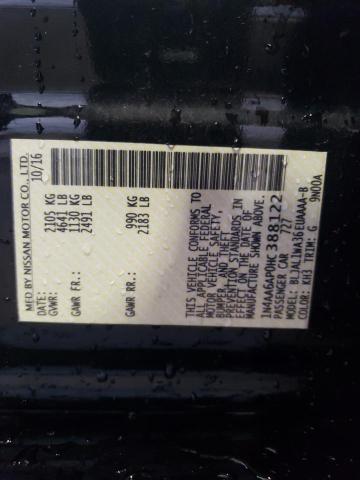 MFD BY NISSAN MOTOR CO., LTD.
DATE: 10/16
GVWR: 2105 KG
4641 LB
GAWR FR.: 1130 KG
2491 LB
GAWR RR.: 990 KG
2183 LB
THIS VEHICLE CONFORMS TO
ALL APPLICABLE FEDERAL
MOTOR VEHICLE SAFETY,
BUMPER AND THEFT
PREVENTION STANDARDS IN
EFFECT ON THE DATE OF
MANUFACTURE SHOWN ABOVE.
1N4AA6AP0HC 388122
PASSENGER CAR 727
COLOR: KH3 TRIM: G 9N00A